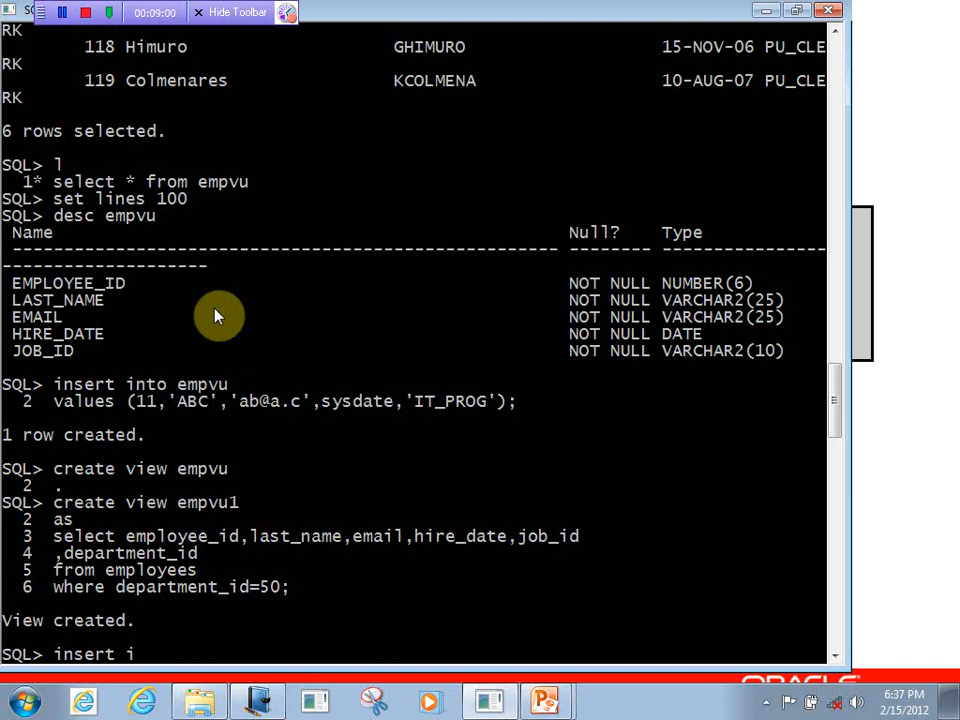 00:09:00 Hide Toolbar
RK
118 Himuro GHIMURO 15-NOV-06 PU_CLE
RK
119 Colmenares KCOLMENA 10-AUG-07 PU_CLE
RK
6 rows selected.
SQL> l
1* select * from empvu
SQL> set lines 100
SQL> desc empvu
Name Null? Type
----------------------------------------------------- -------- ----------------
--------------------
EMPLOYEE_ID NOT NULL NUMBER(6)
LAST_NAME NOT NULL VARCHAR2(25)
EMAIL NOT NULL VARCHAR2(25)
HIRE_DATE NOT NULL DATE
JOB_ID NOT NULL VARCHAR2(10)
SQL> insert into empvu
2 values (11,'ABC','ab@a.c',sysdate,'IT_PROG');
1 row created.
SQL> create view empvu
2 .
SQL> create view empvu1
2 as
3 select employee_id,last_name,email,hire_date,job_id
4 ,department_id
5 from employees
6 where department_id=50;
View created.
SQL> insert i
ORACLE
6:37 PM
2/15/2012